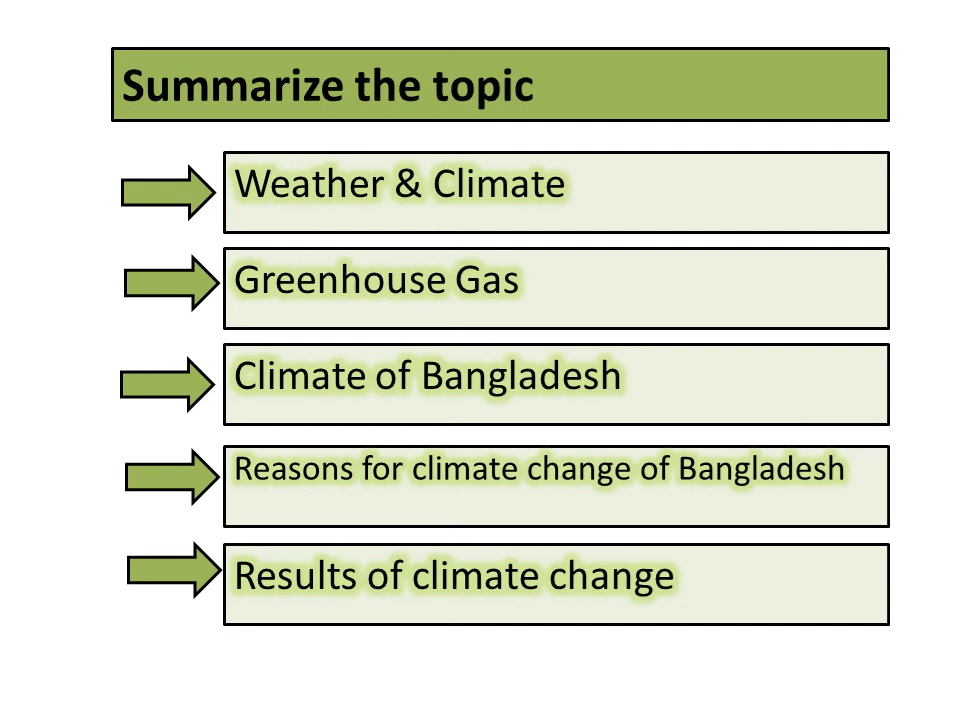 Summarize the topic
Weather & Climate
Greenhouse Gas
Climate of Bangladesh
Reasons for climate change of Bangladesh
Results of climate change